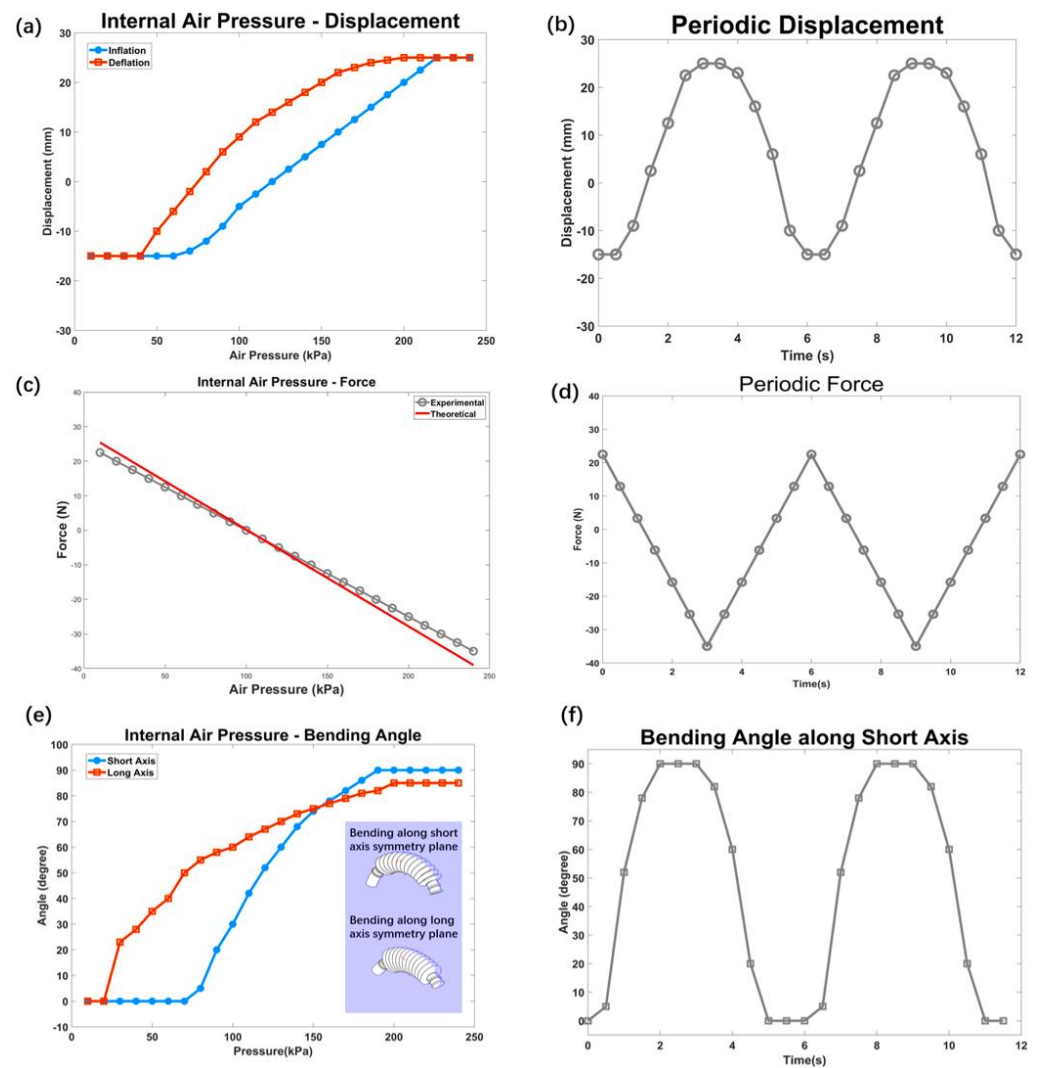 (a)
Internal Air Pressure - Displacement
Inflation
Deflation
30
20
10
0
-10
-20
-30
Displacement (mm)
50
100
150
200
250
Air Pressure (kPa)
(b)
Periodic Displacement
30
20
10
0
-10
-20
-30
Displacement (mm)
0
2
4
6
8
10
12
Time (s)
(c)
Internal Air Pressure - Force
Experimental
Theoretical
40
30
20
10
0
-10
-20
-30
-40
Force (N)
0
50
100
150
200
250
Air Pressure (kPa)
(d)
Periodic Force
40
30
20
10
0
-10
-20
-30
-40
Force (N)
0
2
4
6
8
10
12
Time(s)
(e)
Internal Air Pressure - Bending Angle
Short Axis
Long Axis
100
90
80
70
60
50
40
30
20
10
0
-10
Angle (degree)
Bending along short
axis symmetry plane
Bending along long
axis symmetry plane
0
50
100
150
200
250
Pressure(kPa)
(f)
Bending Angle along Short Axis
90
80
70
60
50
40
30
20
10
0
Angle (degree)
0
2
4
6
8
10
12
Time(s)